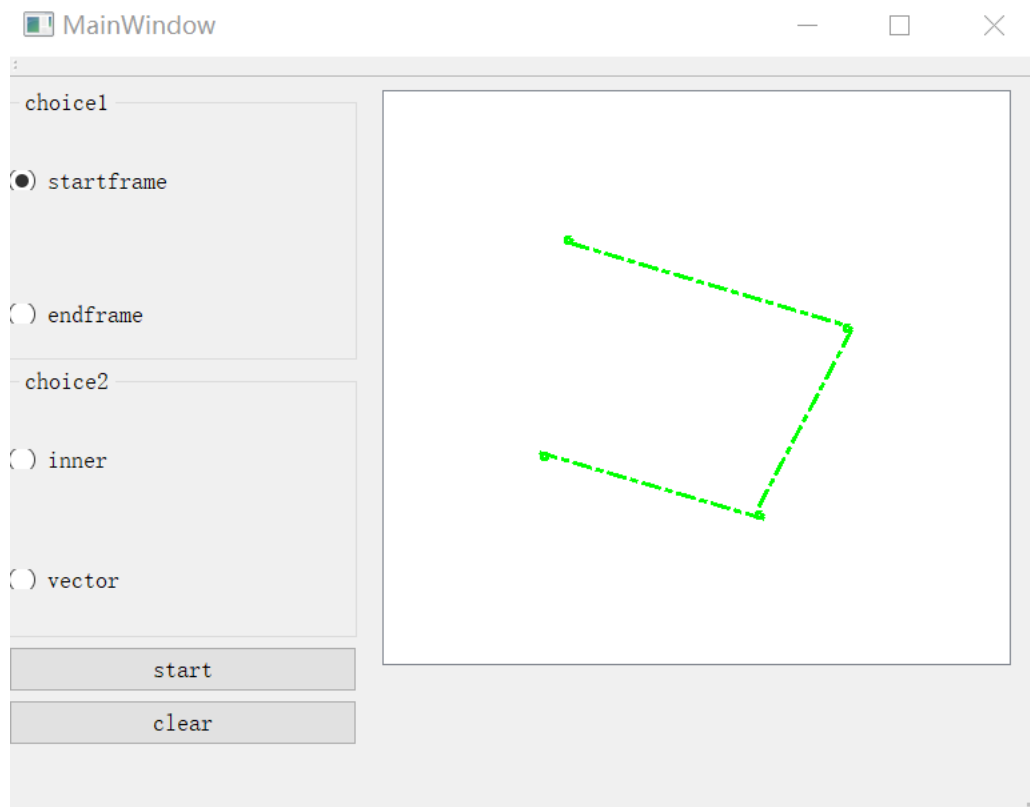 MainWindow
choice1
startframe
endframe
choice2
inner
vector
start
clear